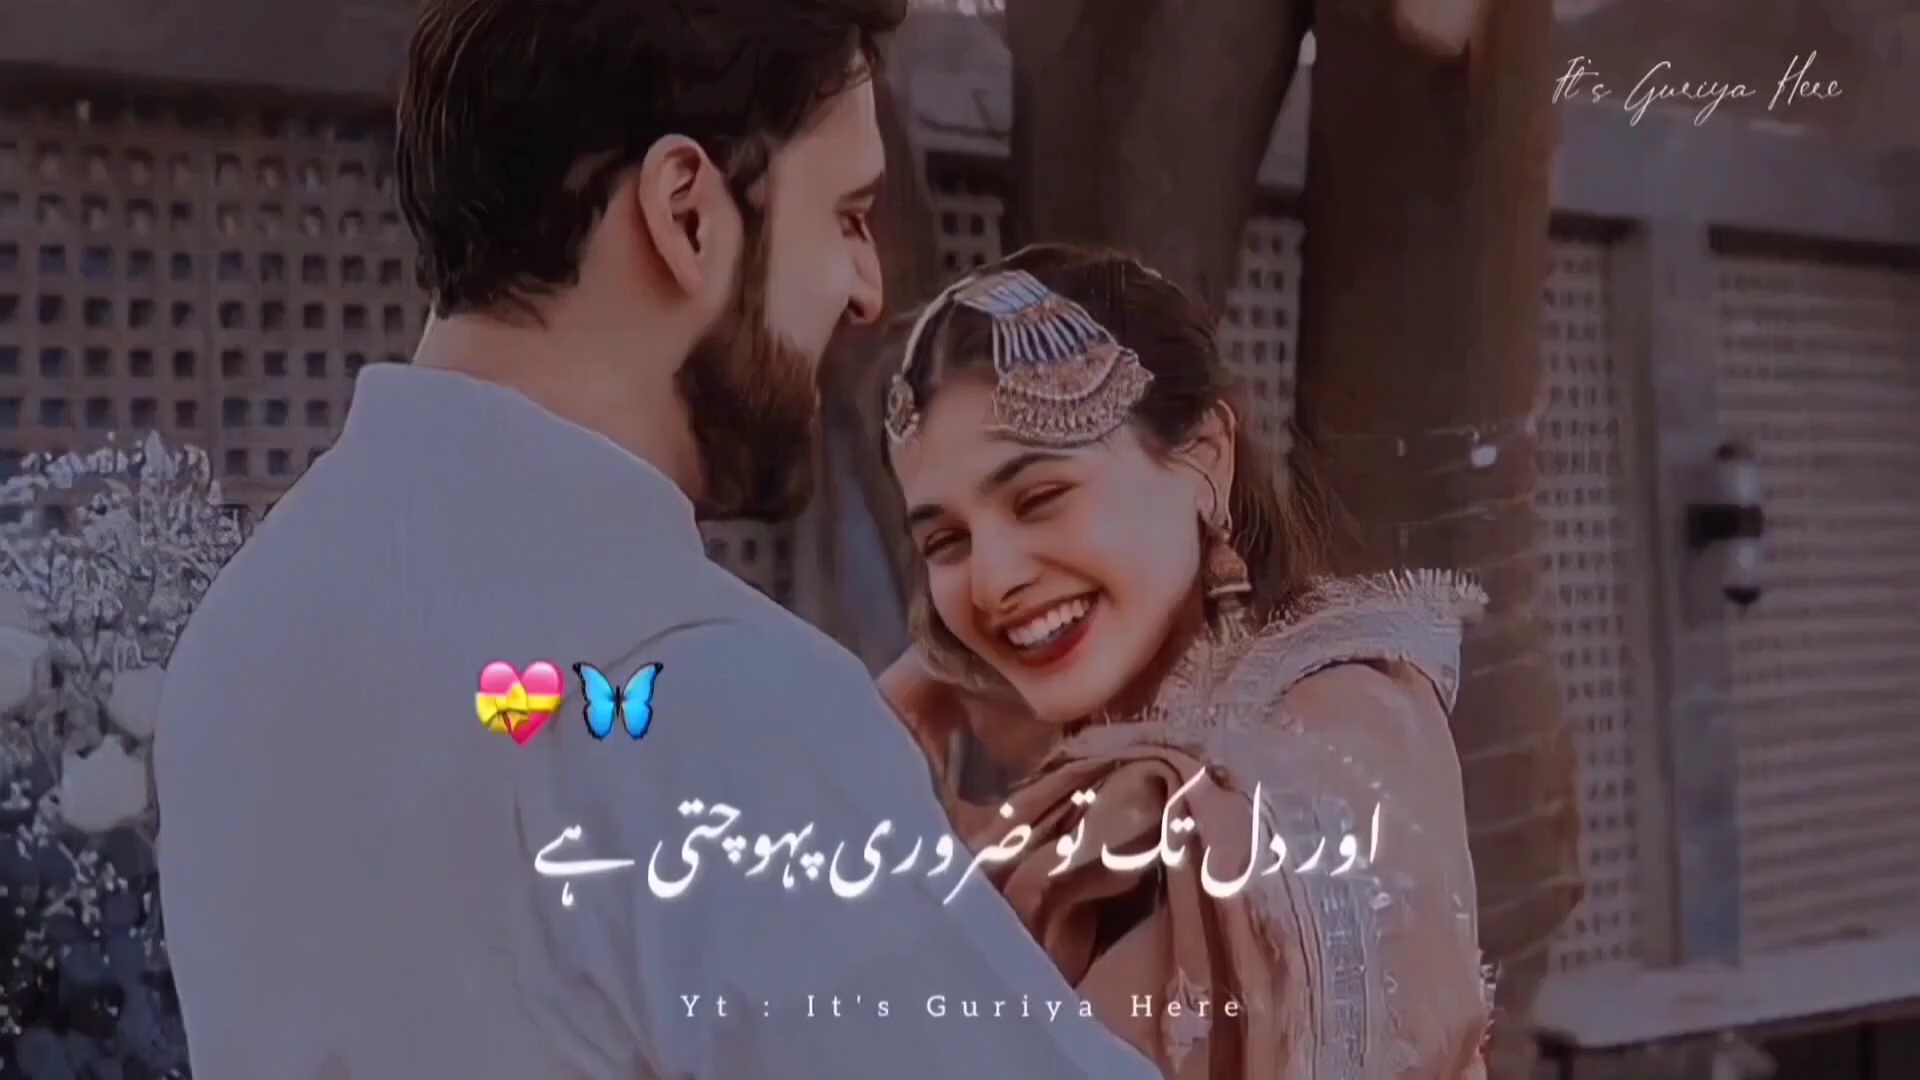 It's Guriya Here
💝🦋
اور دل تک تو ضروری پہوچتی ہے
Yt : It's Guriya Here